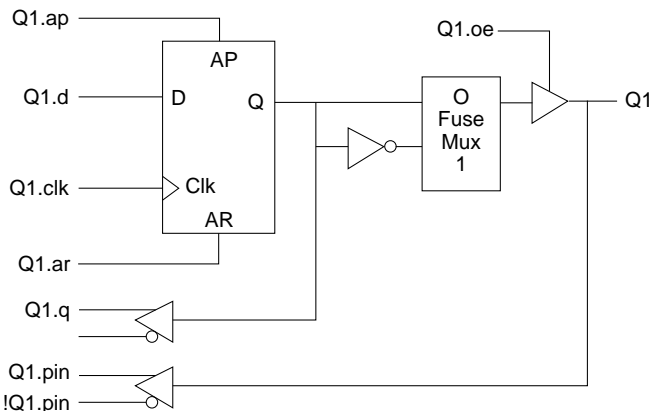 Q1.ap
Q1.oe
AP
Q1.d
D
Q
O
Fuse
Mux
1
Q1
Q1.clk
Clk
AR
Q1.ar
Q1.q
Q1.pin
!Q1.pin